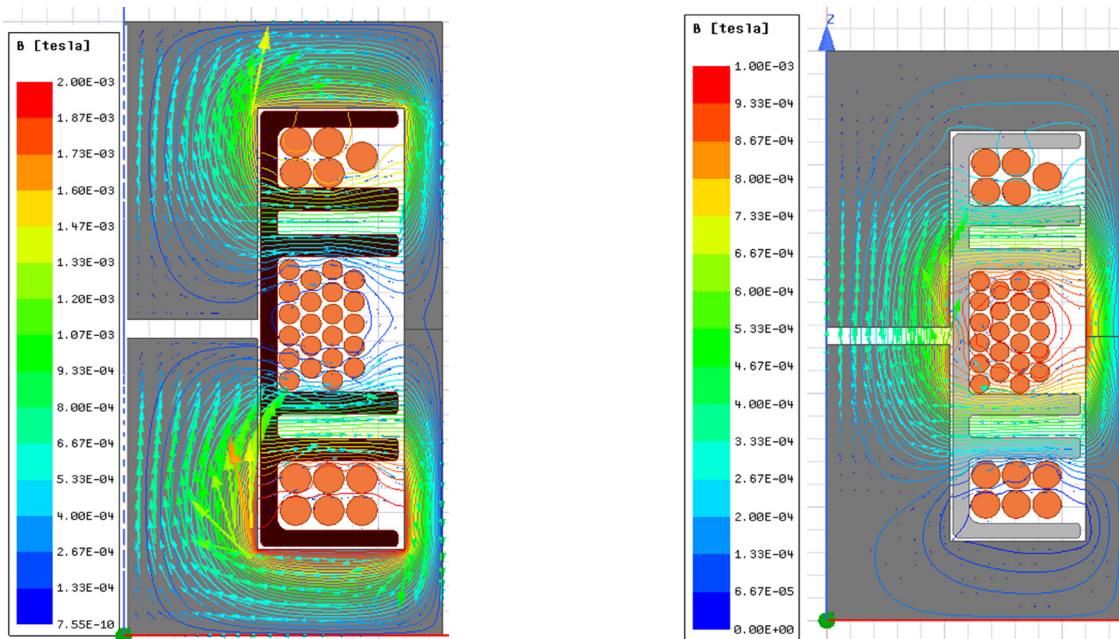 B [tesla]
2.00E-03
1.87E-03
1.73E-03
1.60E-03
1.47E-03
1.33E-03
1.20E-03
1.07E-03
9.33E-04
8.00E-04
6.67E-04
5.33E-04
4.00E-04
2.67E-04
1.33E-04
7.55E-10
B [tesla]
1.00E-03
9.33E-04
8.67E-04
8.00E-04
7.33E-04
6.67E-04
6.00E-04
5.33E-04
4.67E-04
4.00E-04
3.33E-04
2.67E-04
2.00E-04
1.33E-04
6.67E-05
0.00E+00
Z